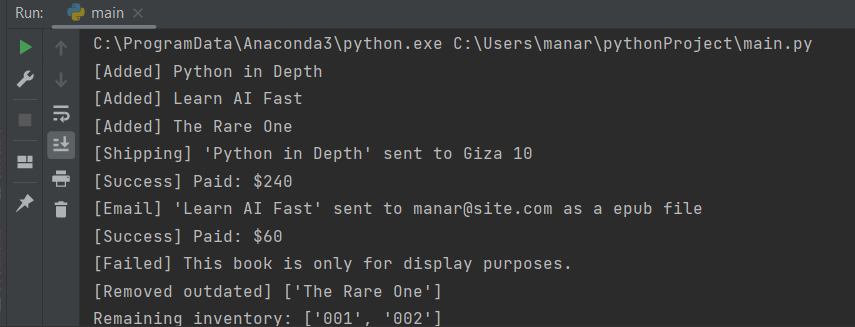 Run: main
C:\ProgramData\Anaconda3\python.exe C:\Users\manar\pythonProject\main.py
[Added] Python in Depth
[Added] Learn AI Fast
[Added] The Rare One
[Shipping] 'Python in Depth' sent to Giza 10
[Success] Paid: $240
[Email] 'Learn AI Fast' sent to manar@site.com as a epub file
[Success] Paid: $60
[Failed] This book is only for display purposes.
[Removed outdated] ['The Rare One']
Remaining inventory: ['001', '002']